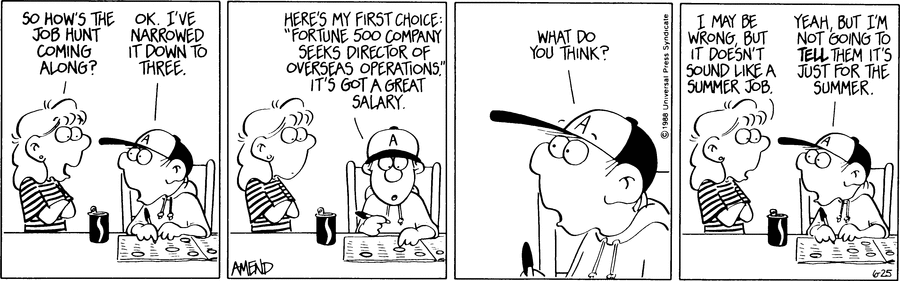 SO HOW'S THE
JOB HUNT
COMING
ALONG?
OK. I'VE
NARROWED
IT DOWN TO
THREE.
A
HERE'S MY FIRST CHOICE:
"FORTUNE 500 COMPANY
SEEKS DIRECTOR OF
OVERSEAS OPERATIONS."
IT'S GOT A GREAT
SALARY.
A
AMEND
WHAT DO
YOU THINK?
A
© 1988 Universal Press Syndicate
I MAY BE
WRONG, BUT
IT DOESN'T
SOUND LIKE A
SUMMER JOB.
YEAH, BUT I'M
NOT GOING TO
TELL THEM IT'S
JUST FOR THE
SUMMER.
A
6-25